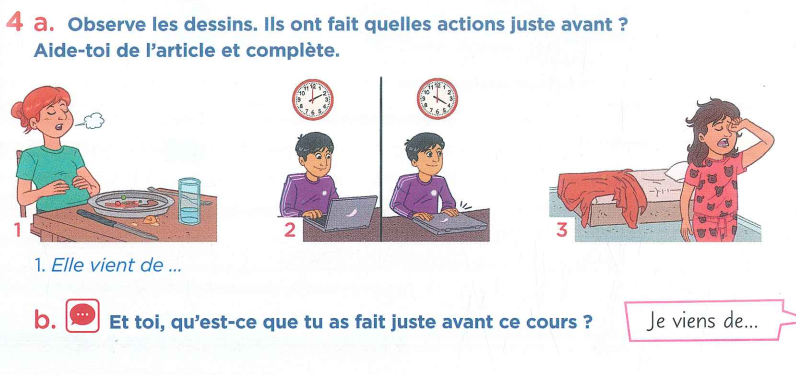 4 a. Observe les dessins. Ils ont fait quelles actions juste avant ?
Aide-toi de l'article et complète.
1
2
3
1. Elle vient de ...
b. Et toi, qu'est-ce que tu as fait juste avant ce cours ?
Je viens de...